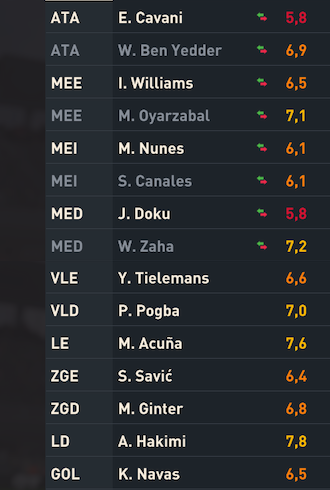 ATA E. Cavani 5,8
ATA W. Ben Yedder 6,9
MEE I. Williams 6,5
MEE M. Oyarzabal 7,1
MEI M. Nunes 6,1
MEI S. Canales 6,1
MED J. Doku 5,8
MED W. Zaha 7,2
VLE Y. Tielemans 6,6
VLD P. Pogba 7,0
LE M. Acuña 7,6
ZGE S. Savić 6,4
ZGD M. Ginter 6,8
LD A. Hakimi 7,8
GOL K. Navas 6,5